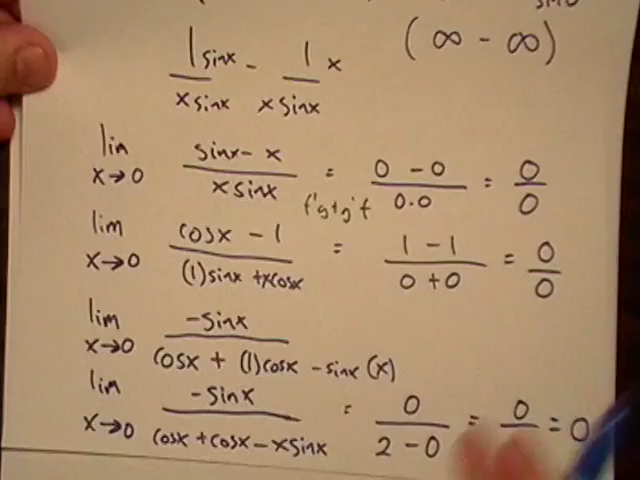 (∞ - ∞)
1 sinx / x sinx - 1 x / x sinx
lim x→0 sinx - x / x sinx = 0 - 0 / 0.0 = 0 / 0
f'g + g'f
lim x→0 cosx - 1 / (1)sinx + xcosx = 1 - 1 / 0 + 0 = 0 / 0
lim x→0 -sinx / cosx + (1)cosx - sinx (x)
lim x→0 -sinx / cosx + cosx - xsinx = 0 / 2 - 0 = 0 / = 0